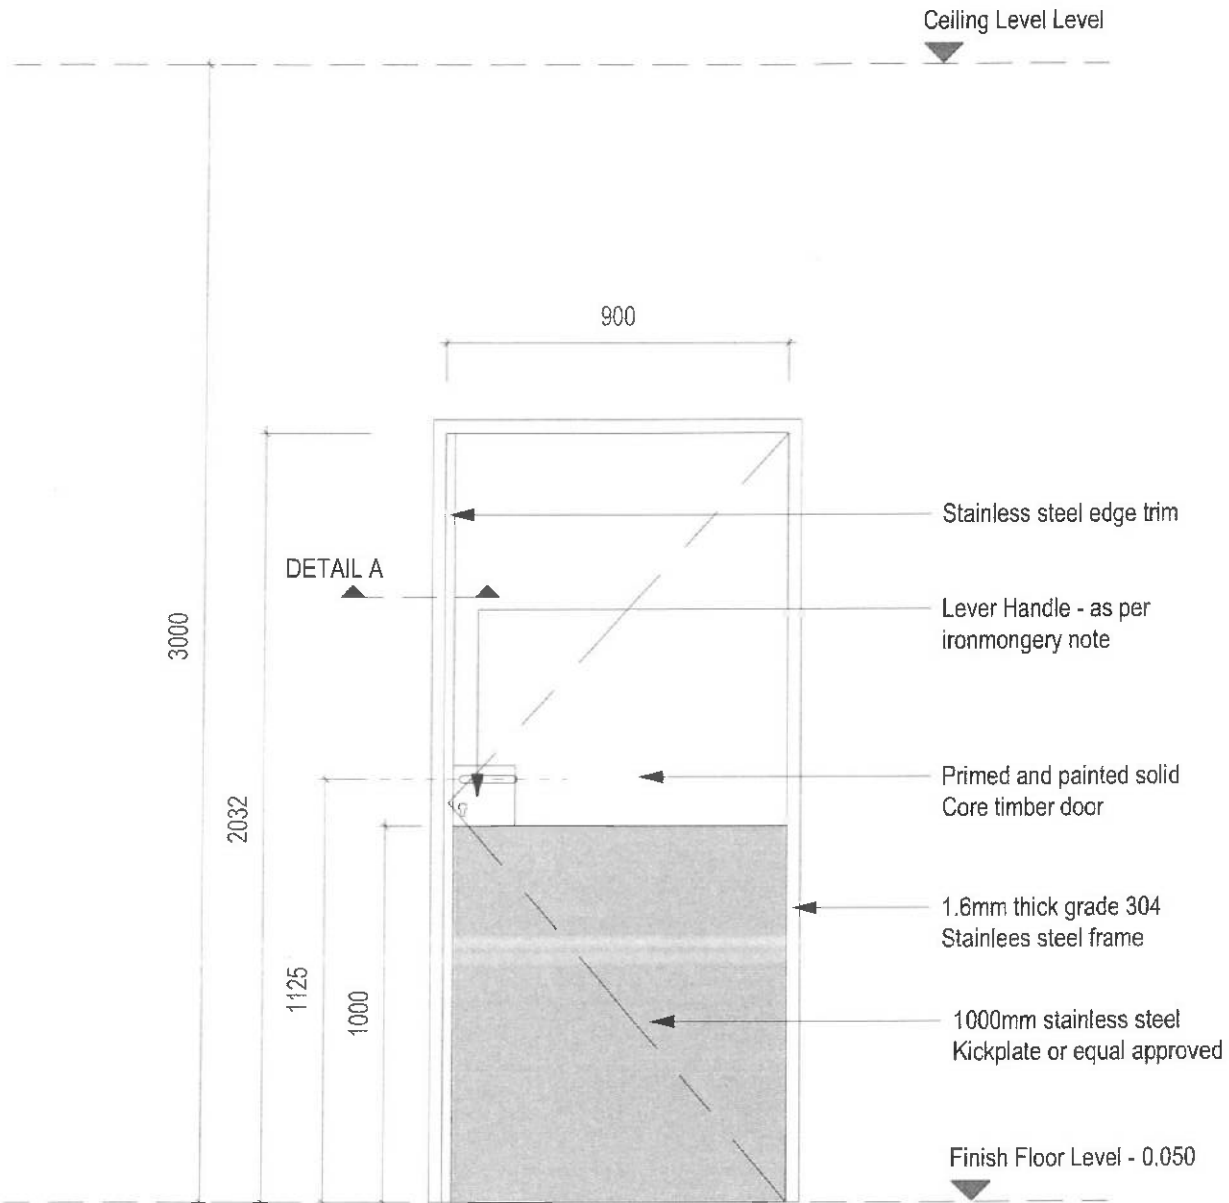 Ceiling Level Level
900
Stainless steel edge trim
DETAIL A
Lever Handle - as per
ironmongery note
3000
Primed and painted solid
Core timber door
2032
1.6mm thick grade 304
Stainlees steel frame
1125
1000
1000mm stainless steel
Kickplate or equal approved
Finish Floor Level - 0.050